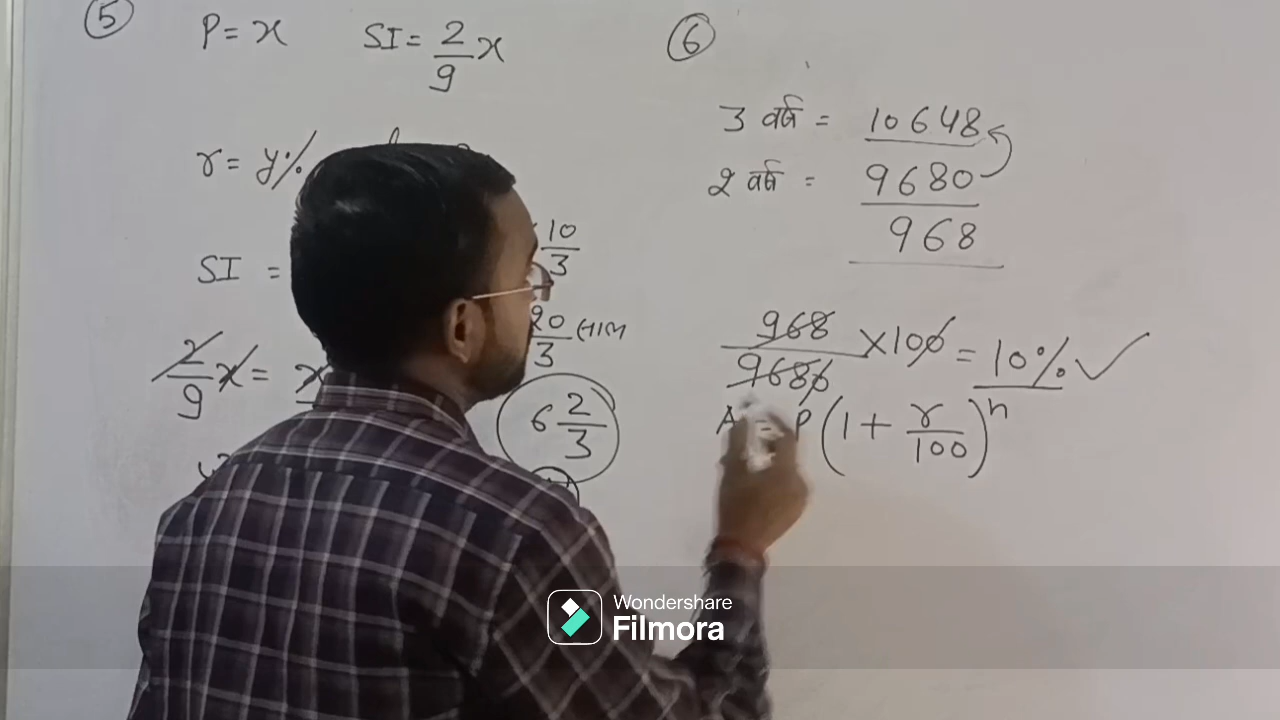 5
P = x SI = 2/9 x
r = y%
SI =
10/3
20/3 साल
2/9 x = x
6 2/3
6
3 वर्ष = 10648
2 वर्ष = 9680
968
968/9680 × 100 = 10% ✓
A = P (1 + r/100)^n
Wondershare
Filmora